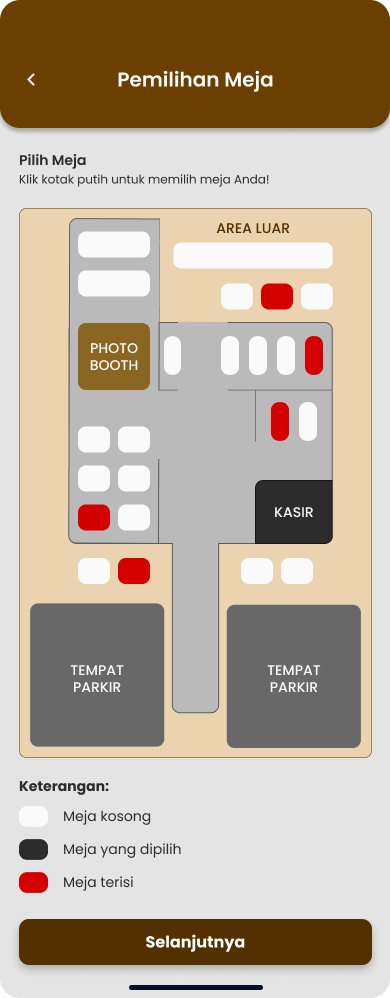 Pemilihan Meja
Pilih Meja
Klik kotak putih untuk memilih meja Anda!
AREA LUAR
PHOTO
BOOTH
KASIR
TEMPAT
PARKIR
TEMPAT
PARKIR
Keterangan:
Meja kosong
Meja yang dipilih
Meja terisi
Selanjutnya